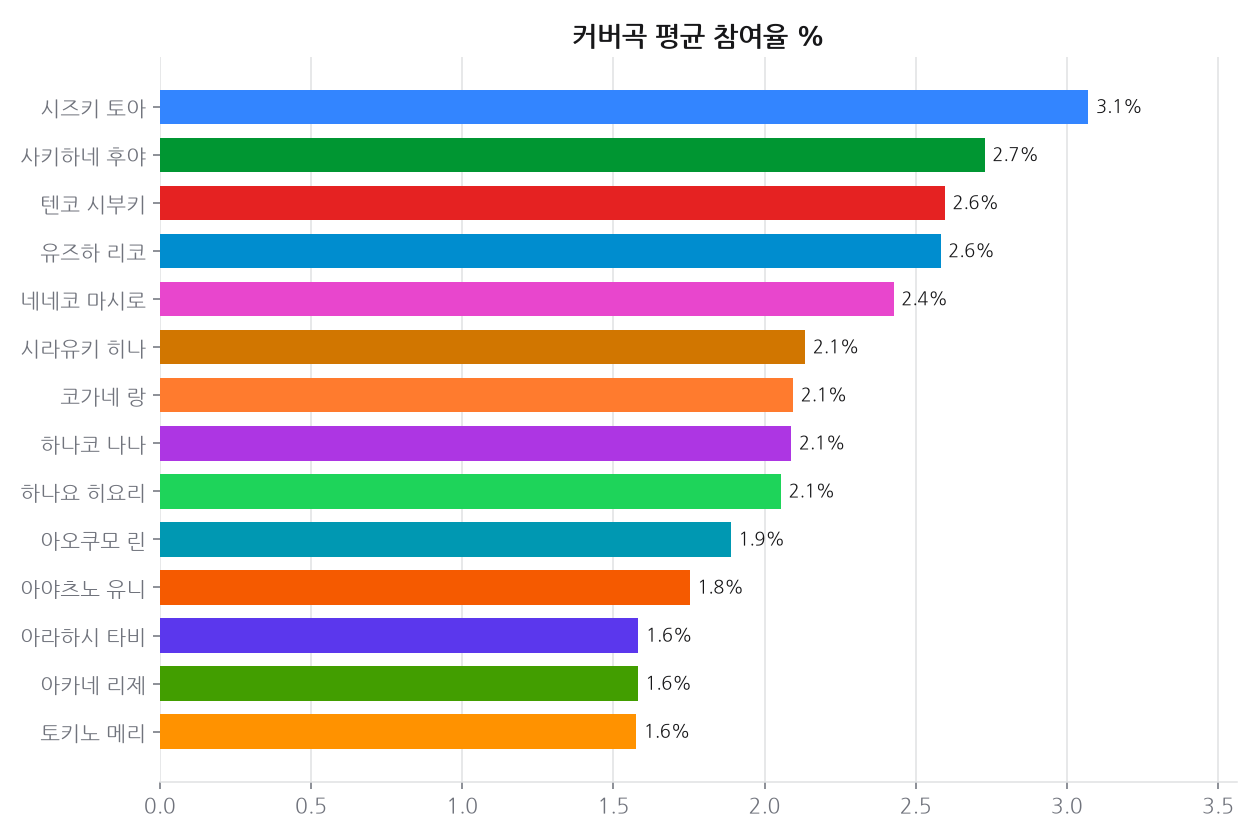 커버곡 평균 참여율 %
시즈키 토아 3.1%
사키하네 후야 2.7%
텐코 시부키 2.6%
유즈하 리코 2.6%
네네코 마시로 2.4%
시라유키 히나 2.1%
코가네 랑 2.1%
하나코 나나 2.1%
하나요 히요리 2.1%
아오쿠모 린 1.9%
아야츠노 유니 1.8%
아라하시 타비 1.6%
아카네 리제 1.6%
토키노 메리 1.6%
0.0 0.5 1.0 1.5 2.0 2.5 3.0 3.5